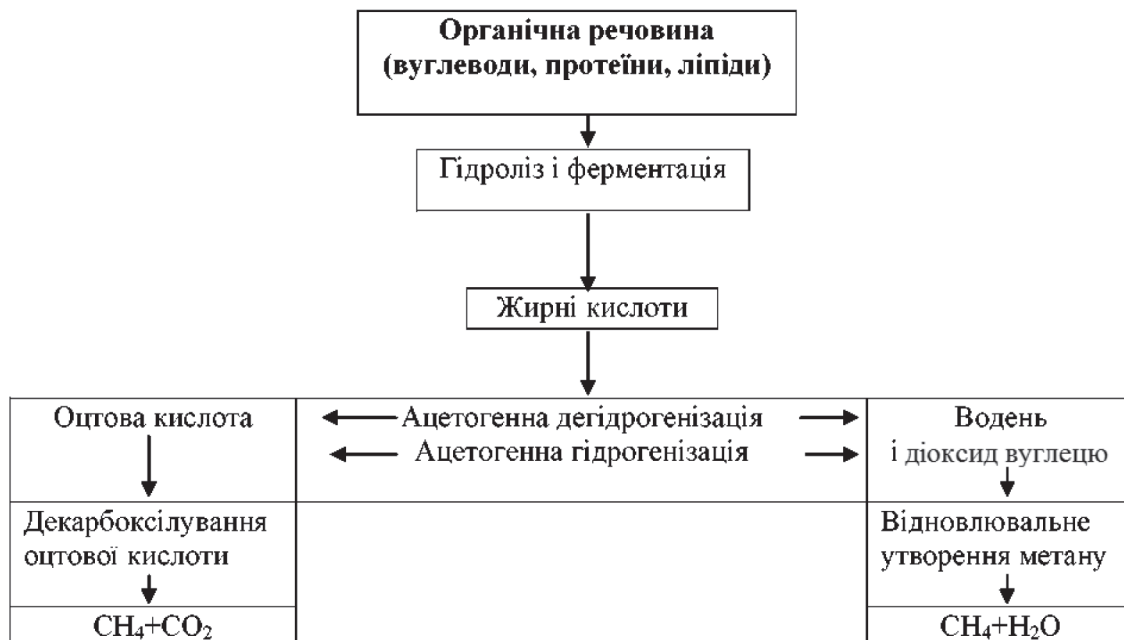 Органічна речовина
(вуглеводи, протеїни, ліпіди)
Гідроліз і ферментація
Жирні кислоти
Оцтова кислота
Ацетогенна дегідрогенізація
Ацетогенна гідрогенізація
Водень
і діоксид вуглецю
Декарбоксілування
оцтової кислоти
Відновлювальне
утворення метану
CH₄+CO₂
CH₄+H₂O